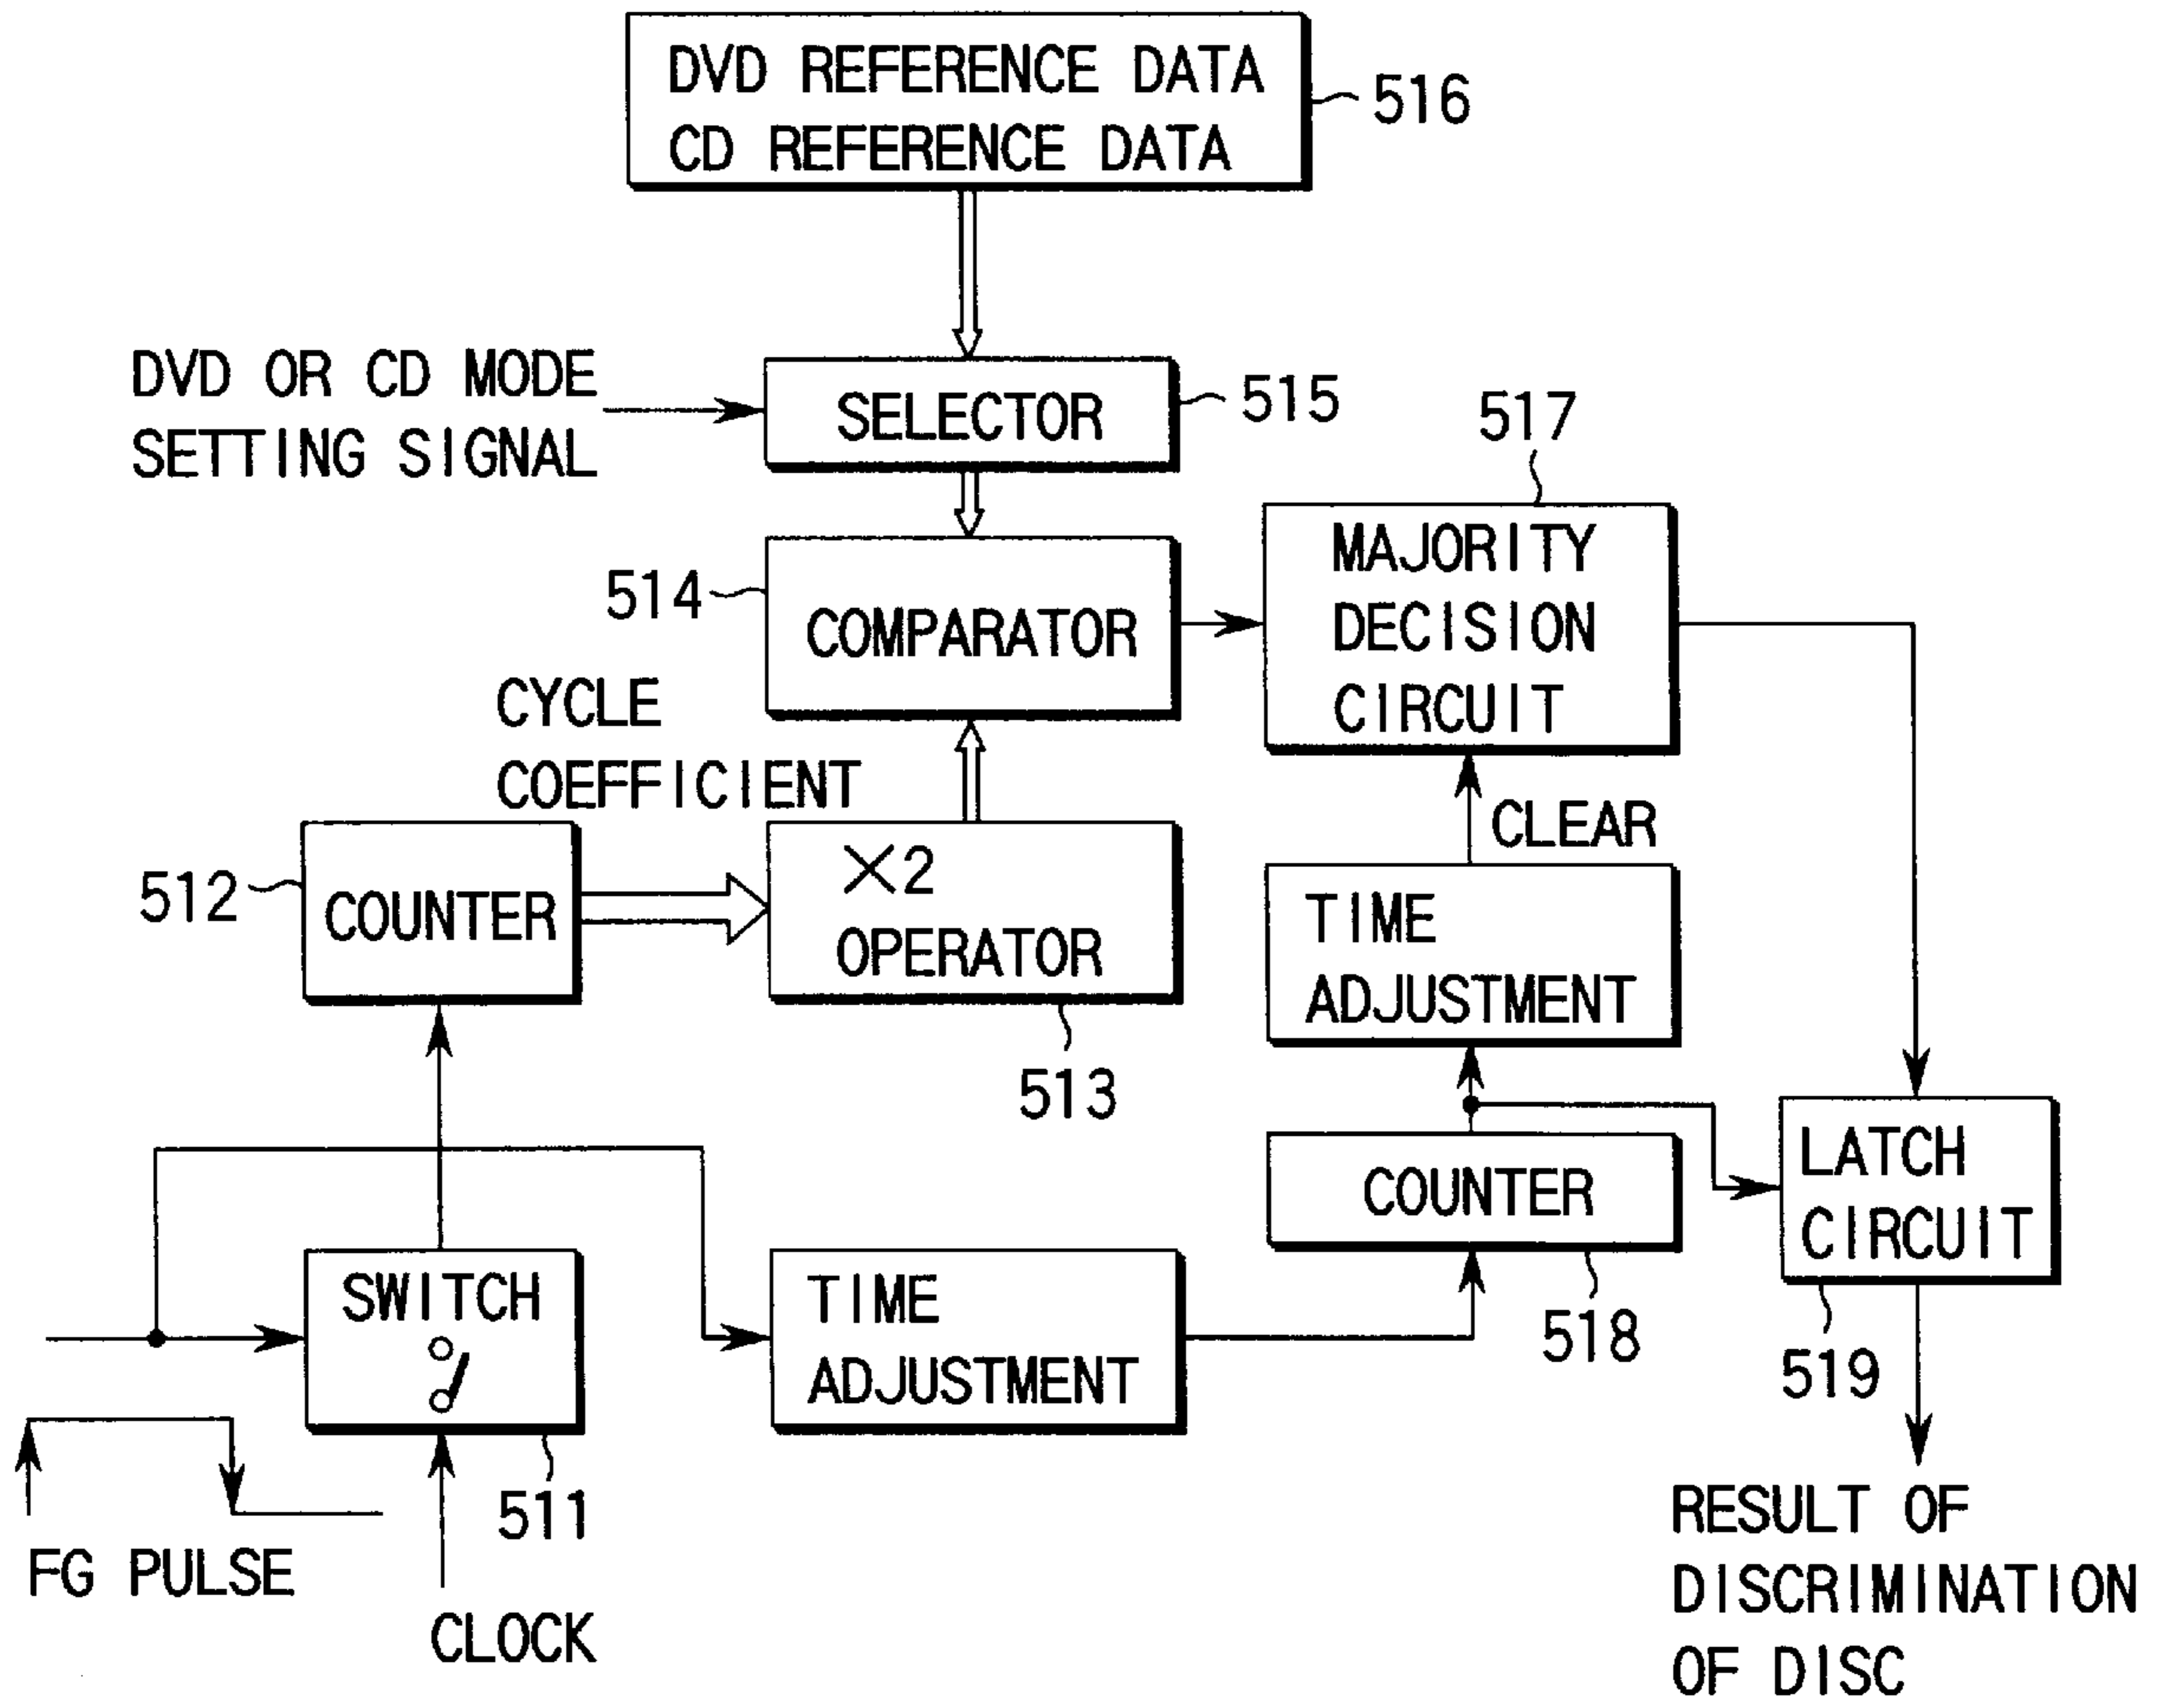 DVD REFERENCE DATA
CD REFERENCE DATA
516
DVD OR CD MODE
SETTING SIGNAL
SELECTOR
515
517
514
COMPARATOR
MAJORITY
DECISION
CIRCUIT
CYCLE
COEFFICIENT
CLEAR
512
COUNTER
×2
OPERATOR
513
TIME
ADJUSTMENT
COUNTER
518
LATCH
CIRCUIT
519
SWITCH
511
TIME
ADJUSTMENT
FG PULSE
CLOCK
RESULT OF
DISCRIMINATION
OF DISC